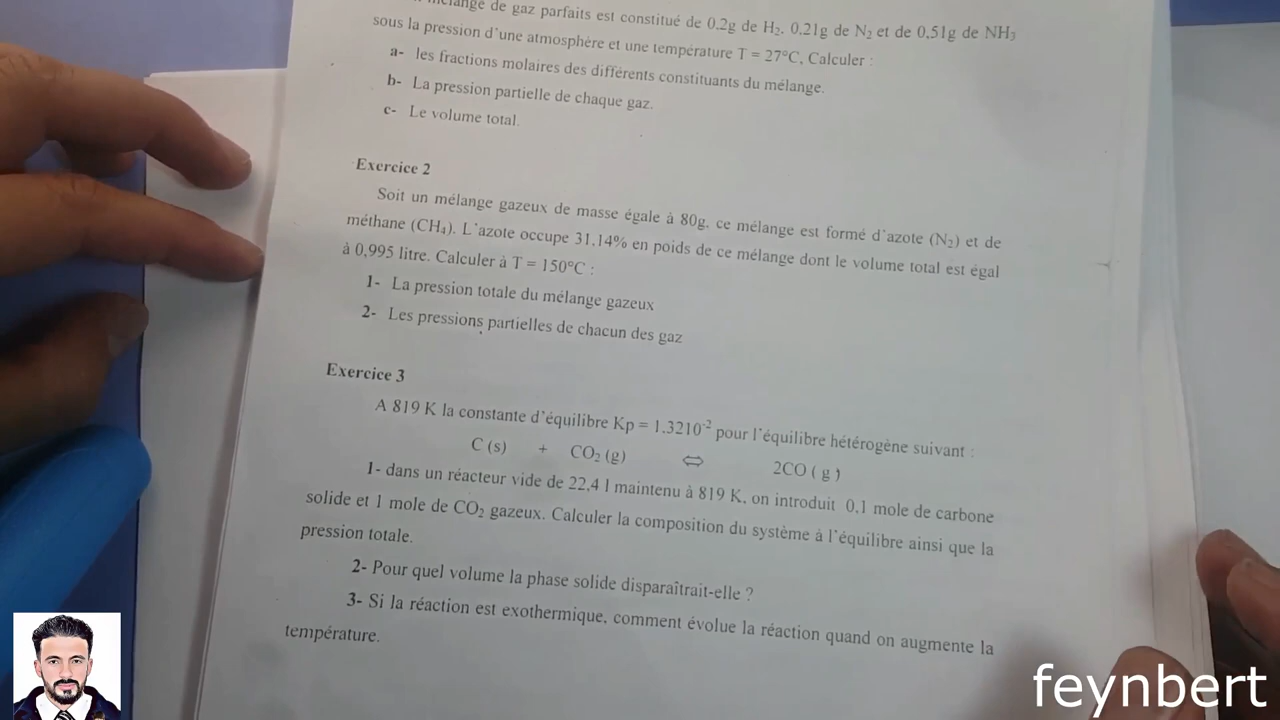 mélange de gaz parfaits est constitué de 0.2g de H₂. 0.21g de N₂ et de 0,51g de NH₃
sous la pression d'une atmosphère et une température T = 27°C, Calculer :
a- les fractions molaires des différents constituants du mélange.
b- La pression partielle de chaque gaz.
c- Le volume total.
Exercice 2
Soit un mélange gazeux de masse égale à 80g, ce mélange est formé d'azote (N₂) et de
méthane (CH₄). L'azote occupe 31,14% en poids de ce mélange dont le volume total est égal
à 0,995 litre. Calculer à T = 150°C :
1- La pression totale du mélange gazeux
2- Les pressions partielles de chacun des gaz
Exercice 3
A 819 K la constante d'équilibre Kp = 1.3210⁻² pour l'équilibre hétérogène suivant :
C (s) + CO₂ (g) ⇔ 2CO ( g )
1- dans un réacteur vide de 22,4 l maintenu à 819 K, on introduit 0,1 mole de carbone
solide et 1 mole de CO₂ gazeux. Calculer la composition du système à l'équilibre ainsi que la
pression totale.
2- Pour quel volume la phase solide disparaîtrait-elle ?
3- Si la réaction est exothermique, comment évolue la réaction quand on augmente la
température.
feynbert